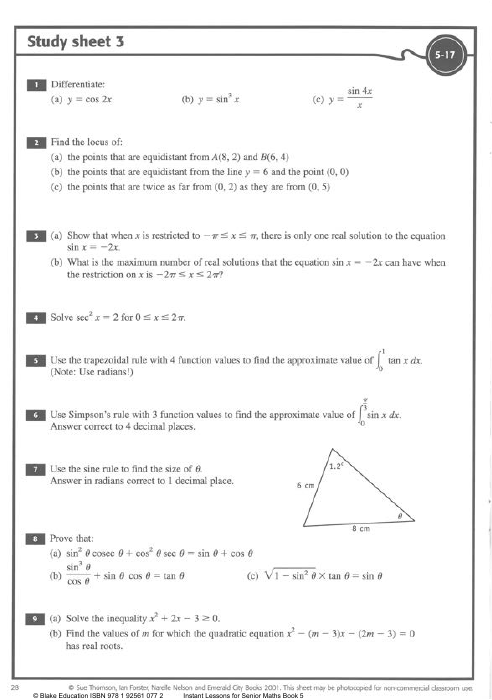 Study sheet 3
5-17
1 Differentiate:
(a) y = cos 2x (b) y = sin³ x (c) y = sin 4x / x
2 Find the locus of:
(a) the points that are equidistant from A(8, 2) and B(6, 4)
(b) the points that are equidistant from the line y = 6 and the point (0, 0)
(c) the points that are twice as far from (0, 2) as they are from (0, 5)
3 (a) Show that when x is restricted to −π ≤ x ≤ π, there is only one real solution to the equation
sin x = −2x.
(b) What is the maximum number of real solutions that the equation sin x = −2x can have when
the restriction on x is −2π ≤ x ≤ 2π?
4 Solve sec² x = 2 for 0 ≤ x ≤ 2π.
5 Use the trapezoidal rule with 4 function values to find the approximate value of ∫₀¹ tan x dx.
(Note: Use radians!)
6 Use Simpson's rule with 3 function values to find the approximate value of ∫₀^(π/3) sin x dx.
Answer correct to 4 decimal places.
7 Use the sine rule to find the size of θ.
Answer in radians correct to 1 decimal place.
1.2ᶜ
6 cm
θ
8 cm
8 Prove that:
(a) sin² θ cosec θ + cos² θ sec θ = sin θ + cos θ
(b) sin³ θ / cos θ + sin θ cos θ = tan θ (c) √(1 − sin² θ) × tan θ = sin θ
9 (a) Solve the inequality x² + 2x − 3 ≥ 0.
(b) Find the values of m for which the quadratic equation x² − (m − 3)x − (2m − 3) = 0
has real roots.
28 © Sue Thomson, Ian Forster, Narelle Nelson and Emerald City Books 2001. This sheet may be photocopied for non-commercial classroom use.
© Blake Education ISBN 978 1 92561 077 2 Instant Lessons for Senior Maths Book 5